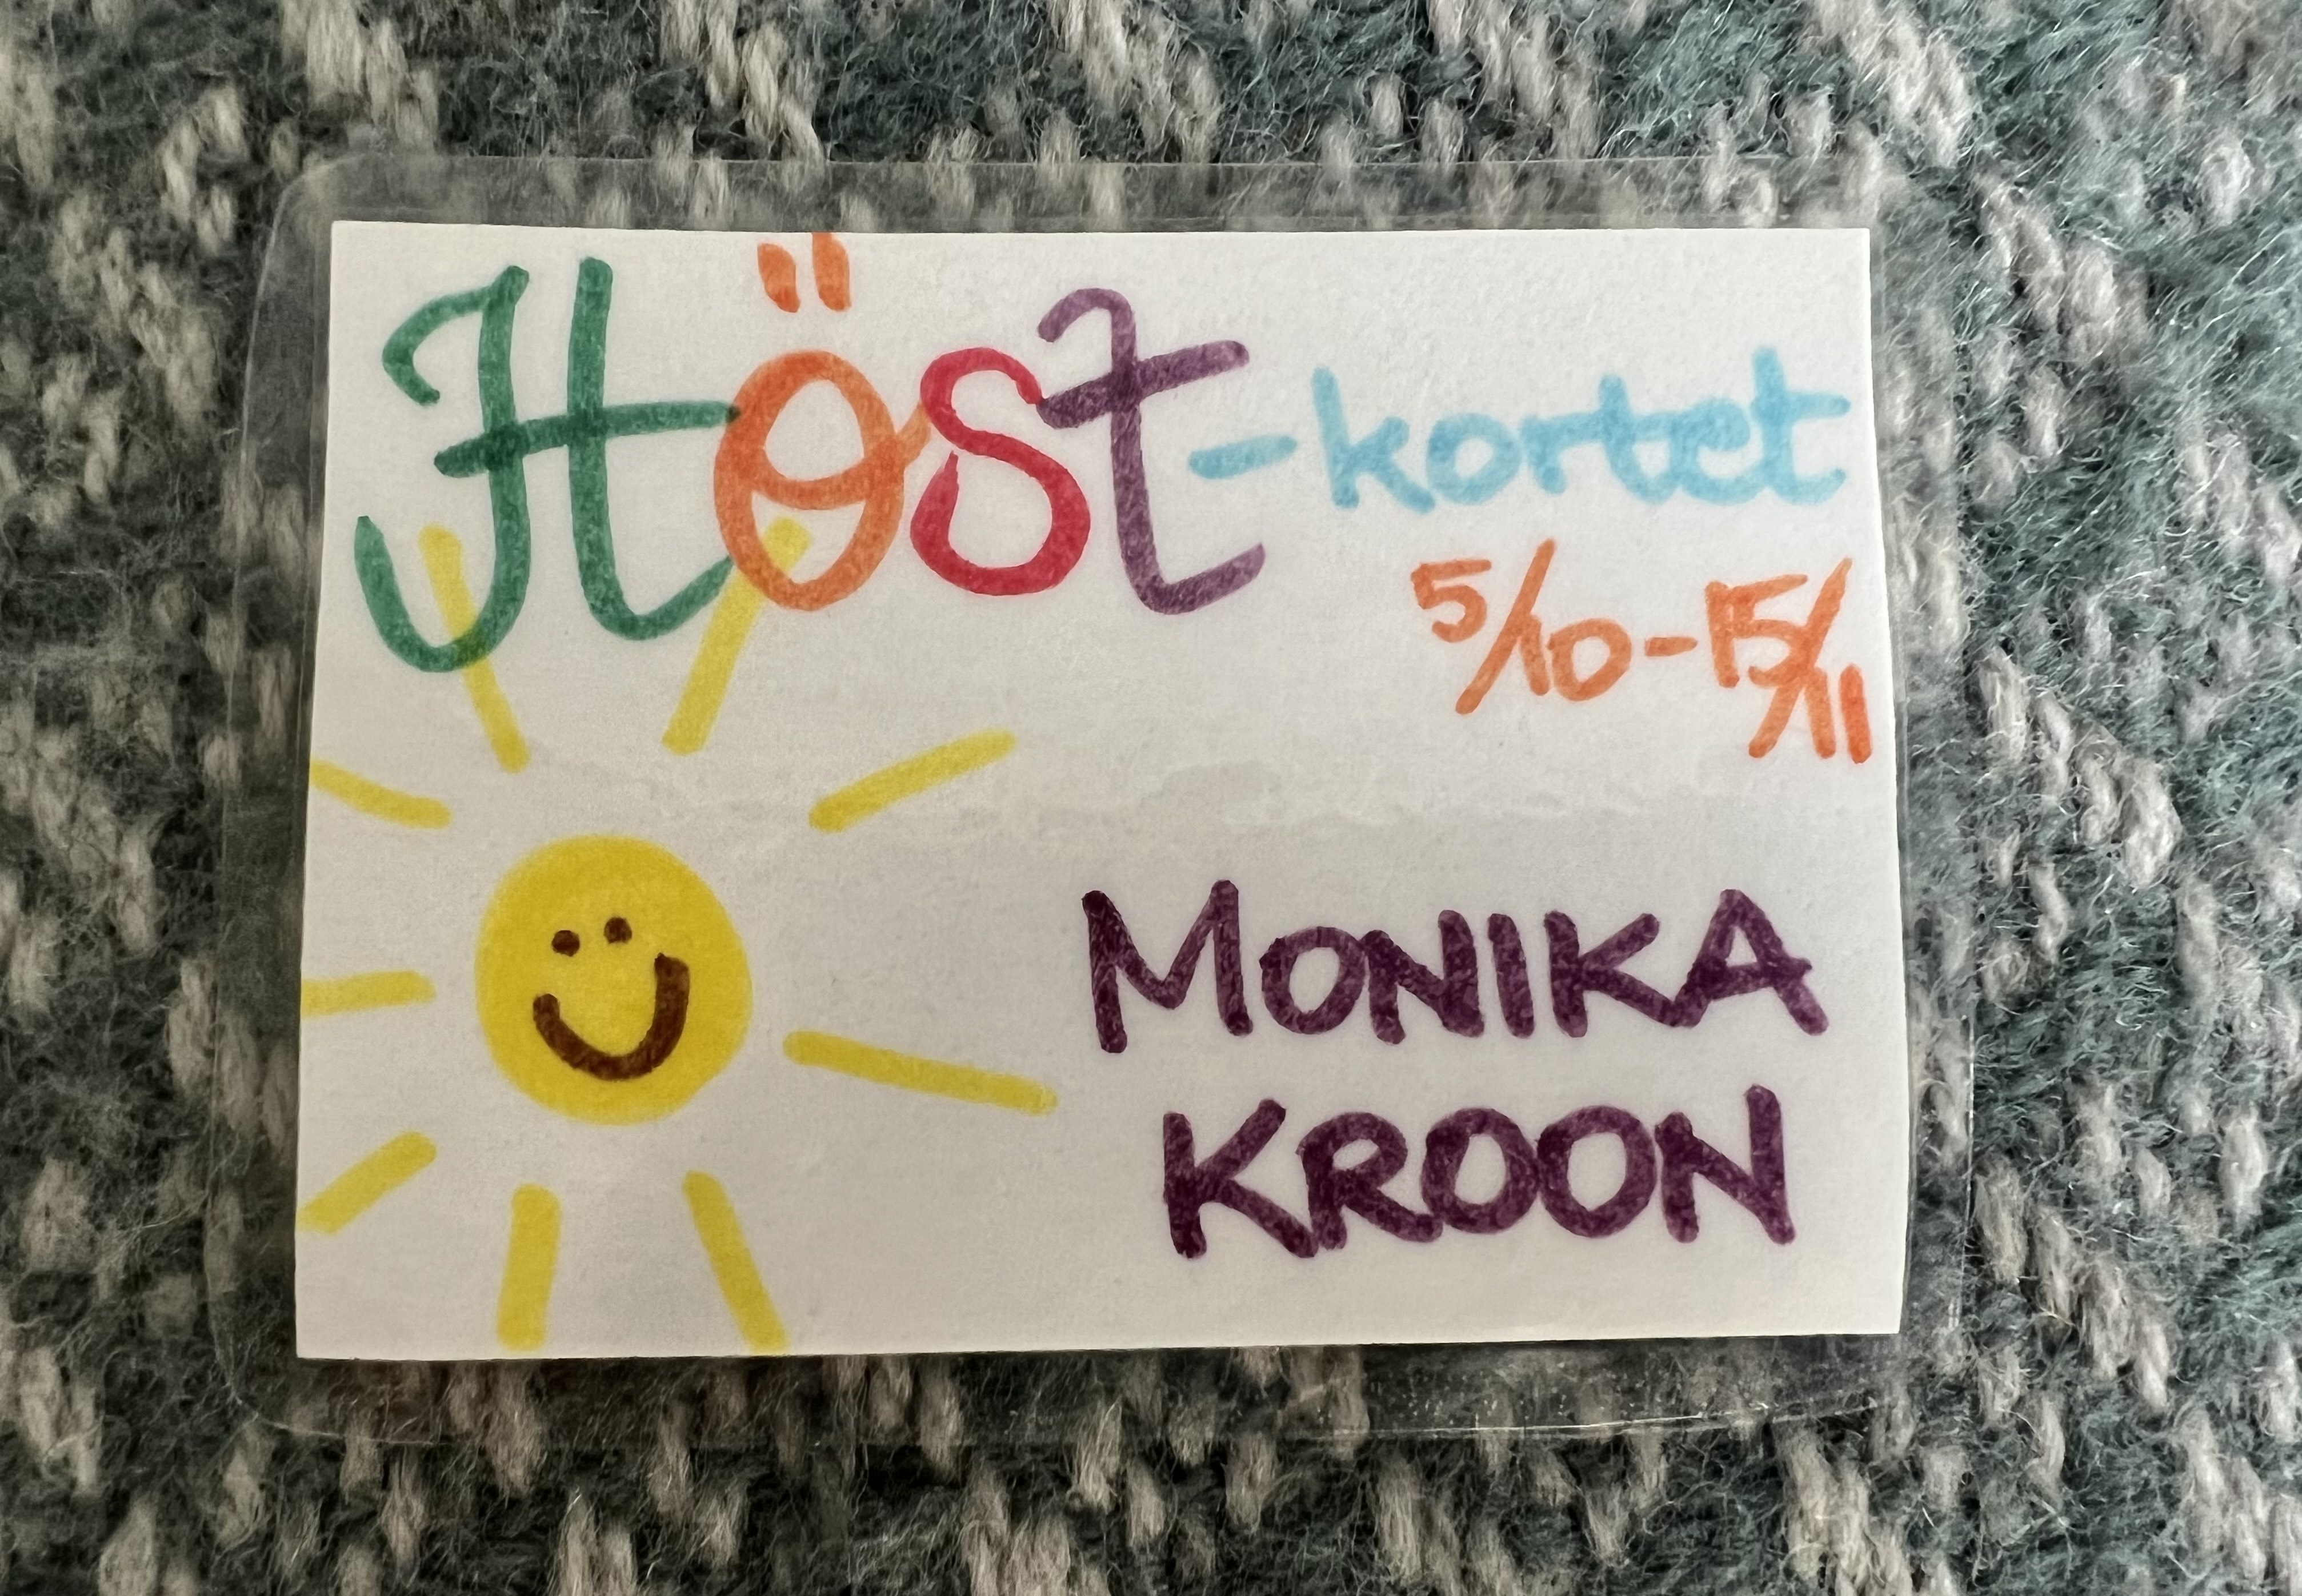 Höst-kortet
5/10-15/11
MONIKA
KROON